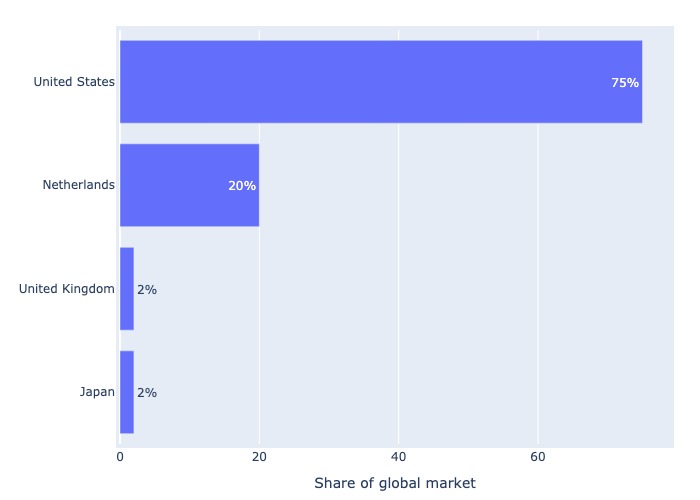 United States 75%
Netherlands 20%
United Kingdom 2%
Japan 2%
0 20 40 60
Share of global market